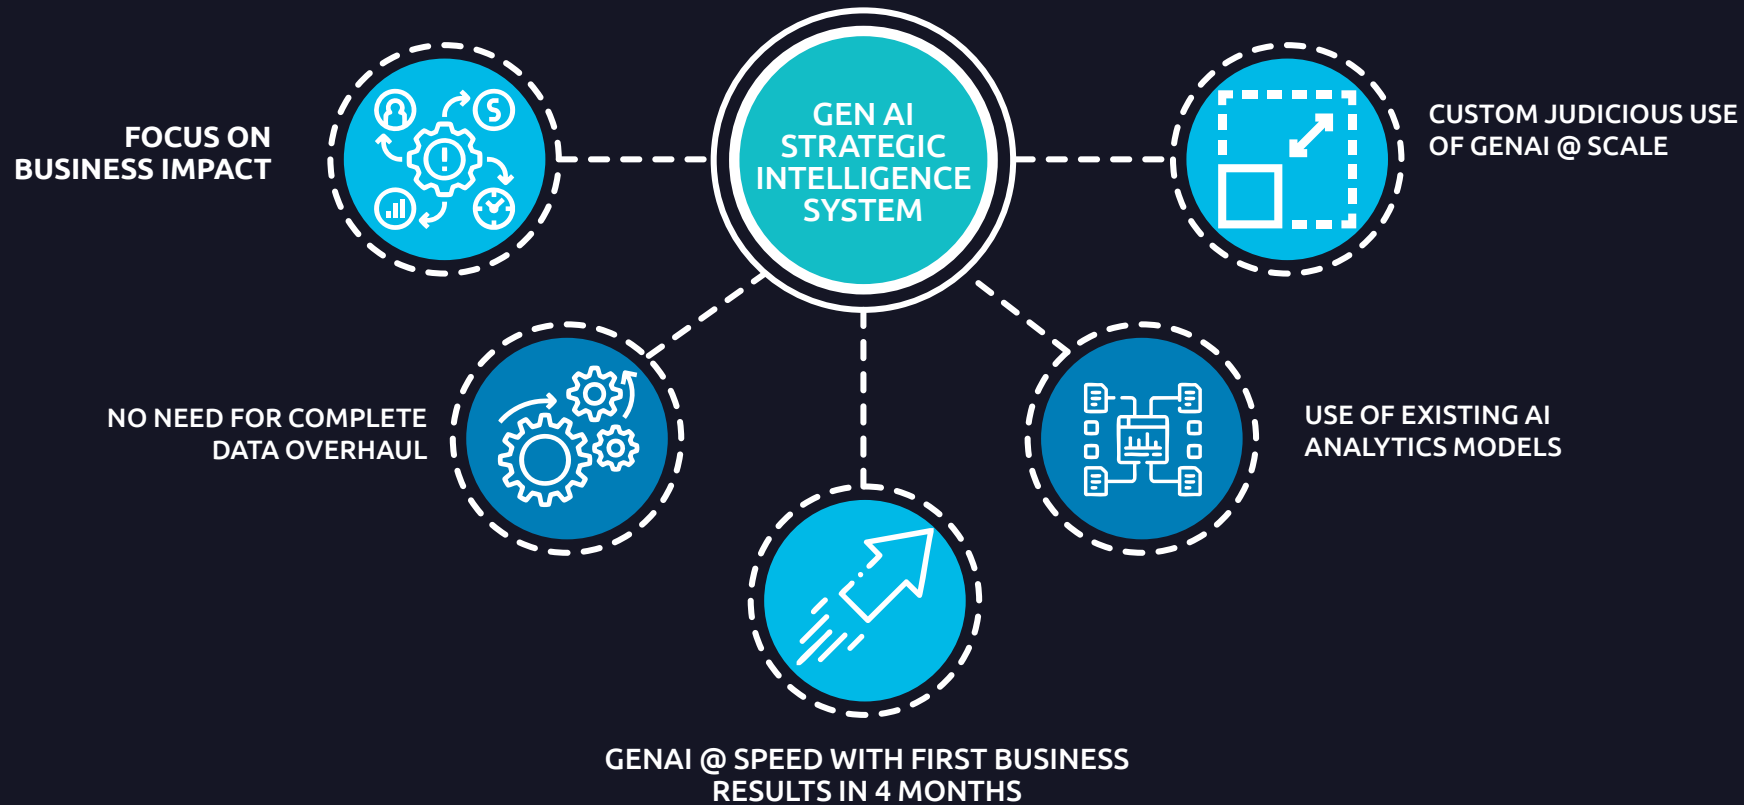 GEN AI
STRATEGIC
INTELLIGENCE
SYSTEM
FOCUS ON
BUSINESS IMPACT
CUSTOM JUDICIOUS USE
OF GENAI @ SCALE
NO NEED FOR COMPLETE
DATA OVERHAUL
USE OF EXISTING AI
ANALYTICS MODELS
GENAI @ SPEED WITH FIRST BUSINESS
RESULTS IN 4 MONTHS